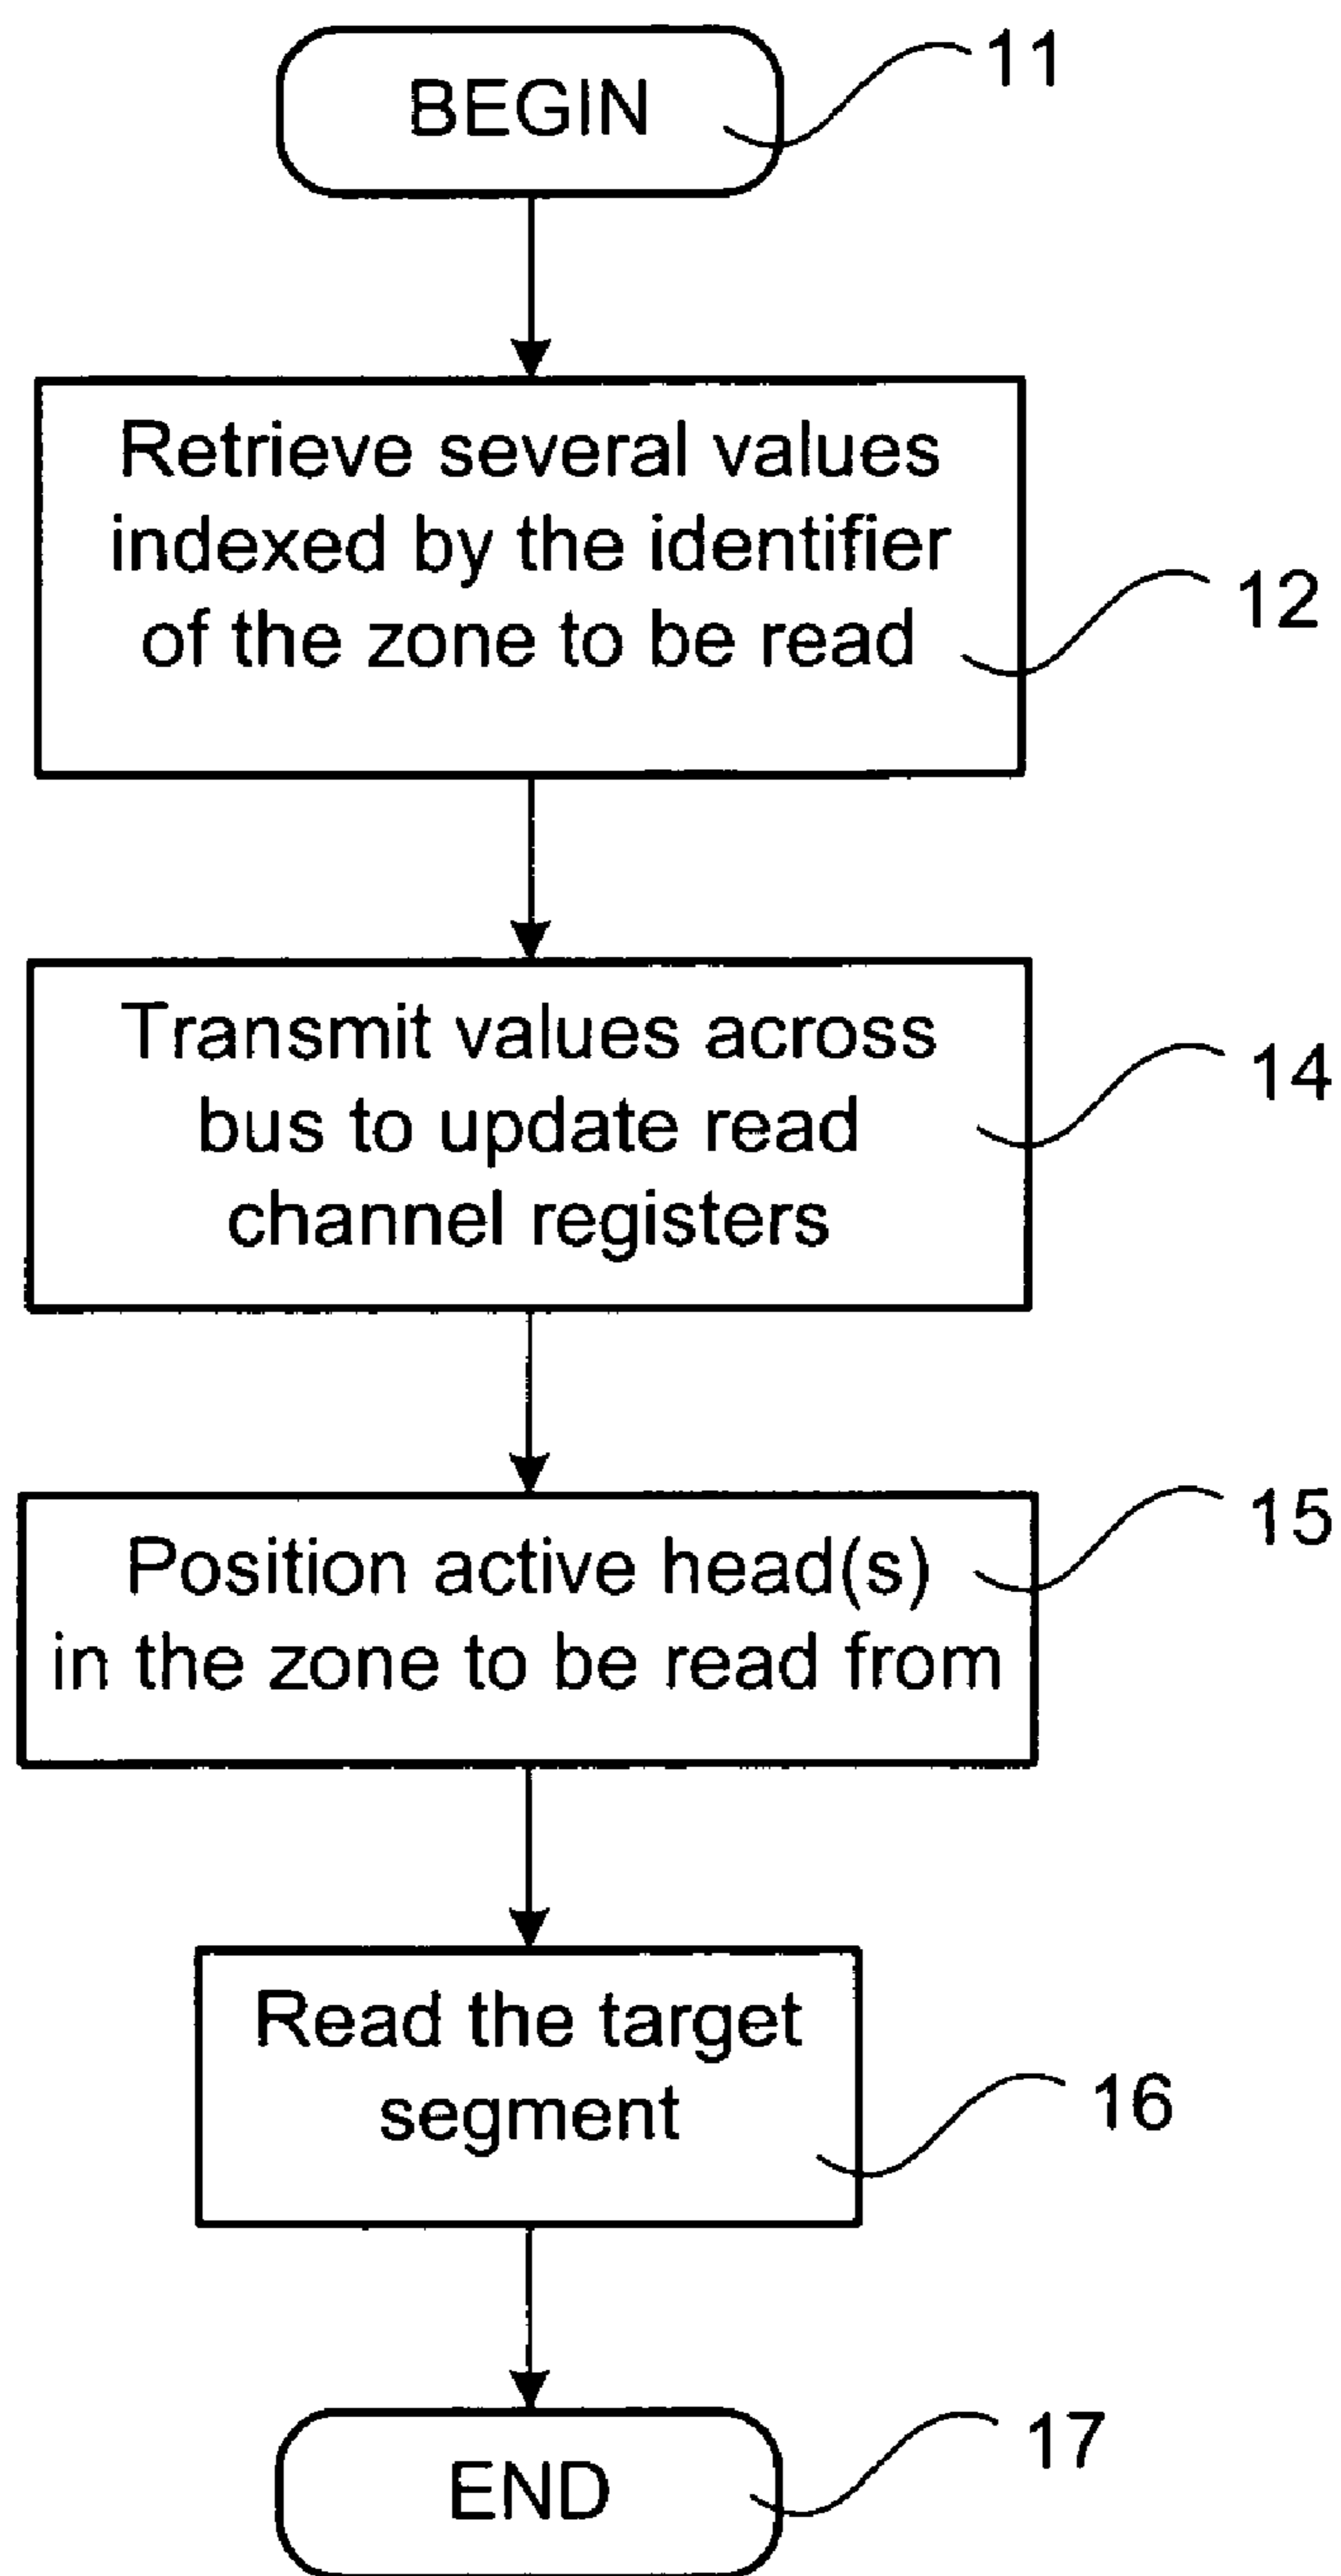 BEGIN
11
Retrieve several values
indexed by the identifier
of the zone to be read
12
Transmit values across
bus to update read
channel registers
14
Position active head(s)
in the zone to be read from
15
Read the target
segment
16
END
17